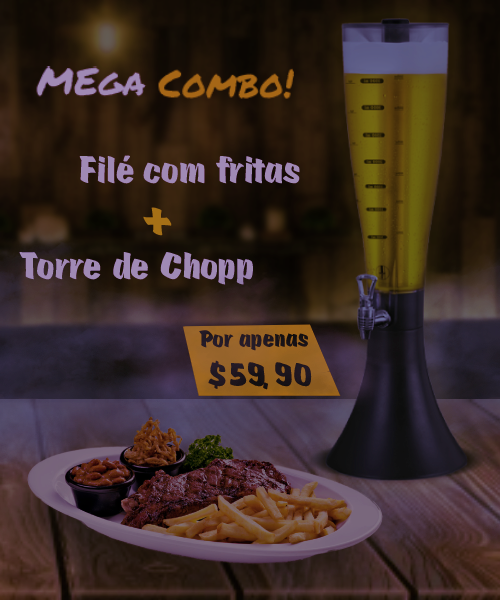 MEGA COMBO!
Filé com fritas
+
Torre de Chopp
Por apenas
$59,90